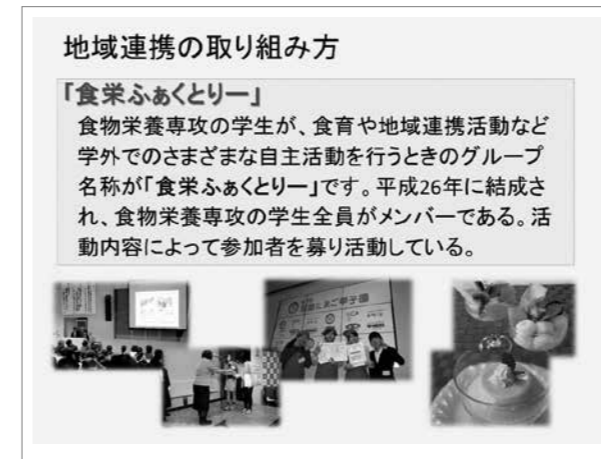 地域連携の取り組み方
「食栄ふぁくとりー」
食物栄養専攻の学生が、食育や地域連携活動など
学外でのさまざまな自主活動を行うときのグループ
名称が「食栄ふぁくとりー」です。平成26年に結成さ
れ、食物栄養専攻の学生全員がメンバーである。活
動内容によって参加者を募り活動している。
たまご甲子園